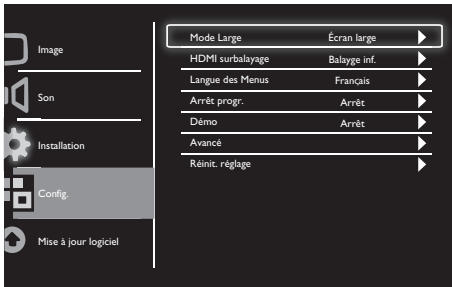 Image
Son
Installation
Config.
Mise à jour logiciel
Mode Large Écran large
HDMI surbalayage Balayge inf.
Langue des Menus Français
Arrêt progr. Arrêt
Démo Arrêt
Avancé
Réinit. réglage